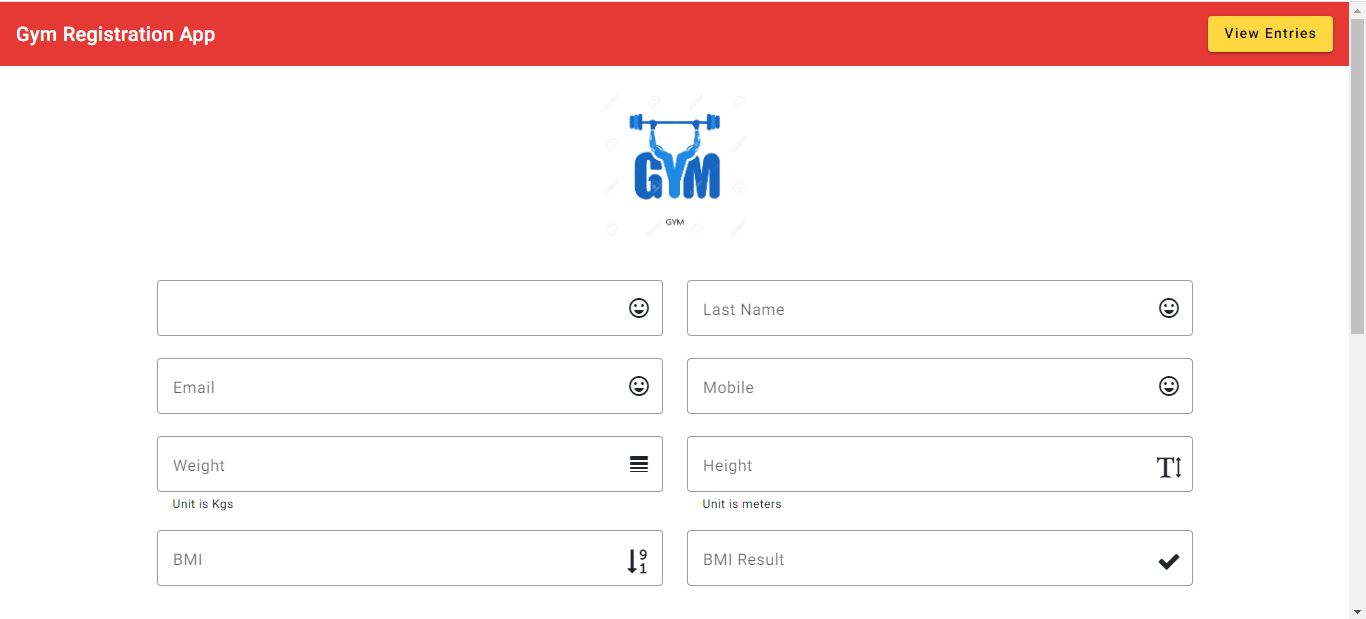 Gym Registration App
View Entries
GYM
GYM
Last Name
Email
Mobile
Weight
Height
Unit is Kgs
Unit is meters
BMI
BMI Result